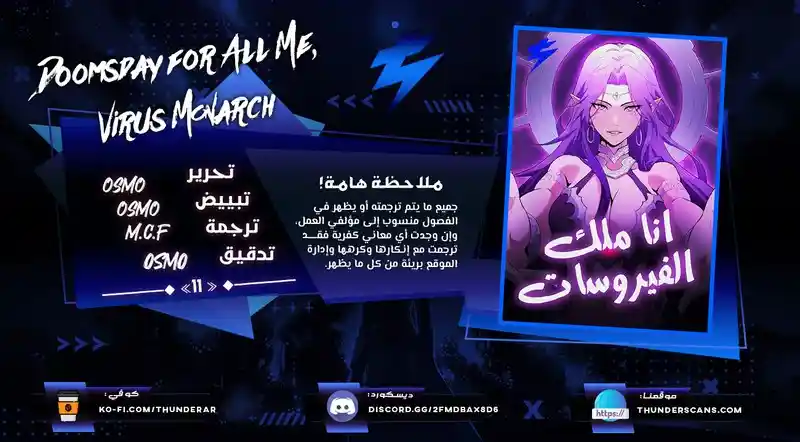 DOOMSDAY FOR ALL ME,
VIRUS MONARCH
تحرير OSMO
تبييض OSMO
ترجمة M.C.F
تدقيق OSMO
«11»
ملاحظة هامة!
جميع ما يتم ترجمته أو يظهر في
الفصول منسوب إلى مؤلفي العمل.
وإن وجدت أي معاني كفرية فقد
ترجمت مع إنكارها وكرهها وإدارة
الموقع بريئة من كل ما يظهر.
انا ملك
الفيروسات
كوفي:
KO-FI.COM/THUNDERAR
ديسكورد:
DISCORD.GG/2FMDBAX8D6
موقعنا:
https://
THUNDERSCANS.COM